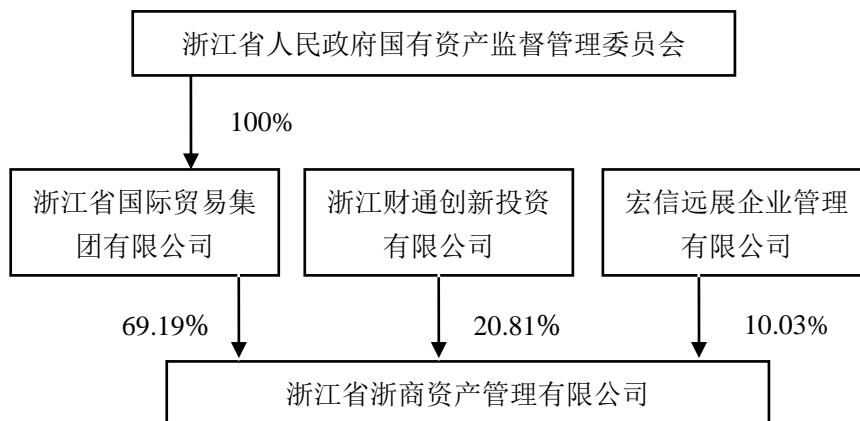 浙江省人民政府国有资产监督管理委员会
100%
浙江省国际贸易集
团有限公司
浙江财通创新投资
有限公司
宏信远展企业管理
有限公司
69.19%
20.81%
10.03%
浙江省浙商资产管理有限公司